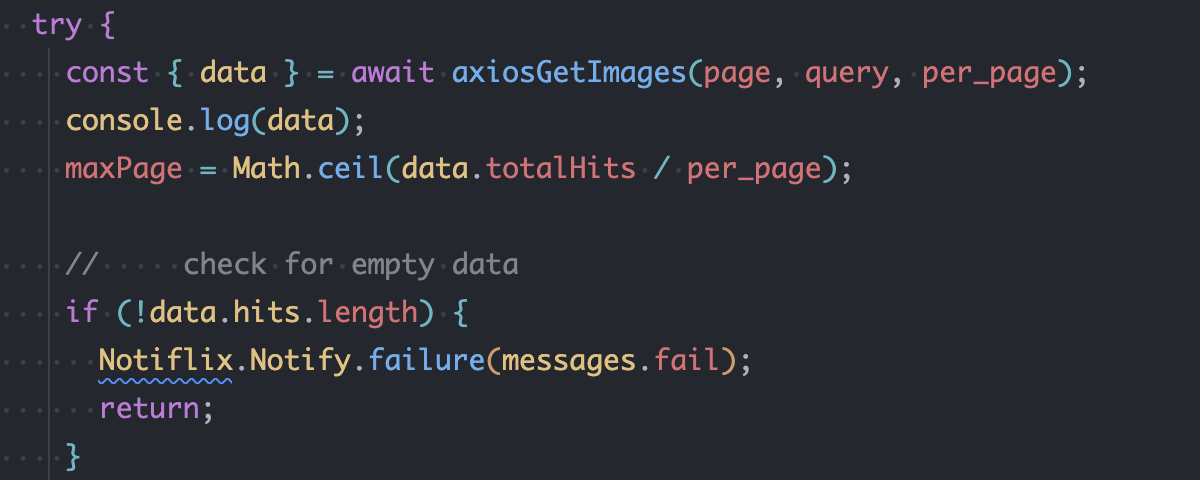 try {
const { data } = await axiosGetImages(page, query, per_page);
console.log(data);
maxPage = Math.ceil(data.totalHits / per_page);
//     check for empty data
if (!data.hits.length) {
Notiflix.Notify.failure(messages.fail);
return;
}